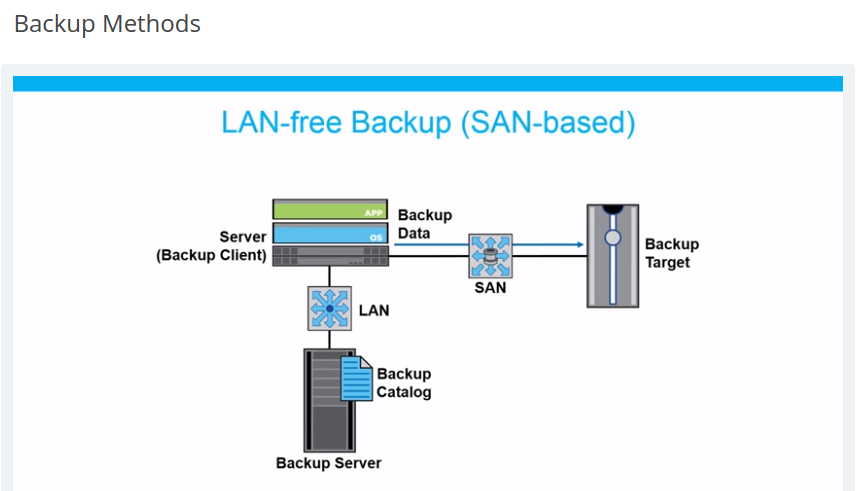 Backup Methods
LAN-free Backup (SAN-based)
APP
OS
Backup
Data
Server
(Backup Client)
Backup
Target
SAN
LAN
Backup
Catalog
Backup Server